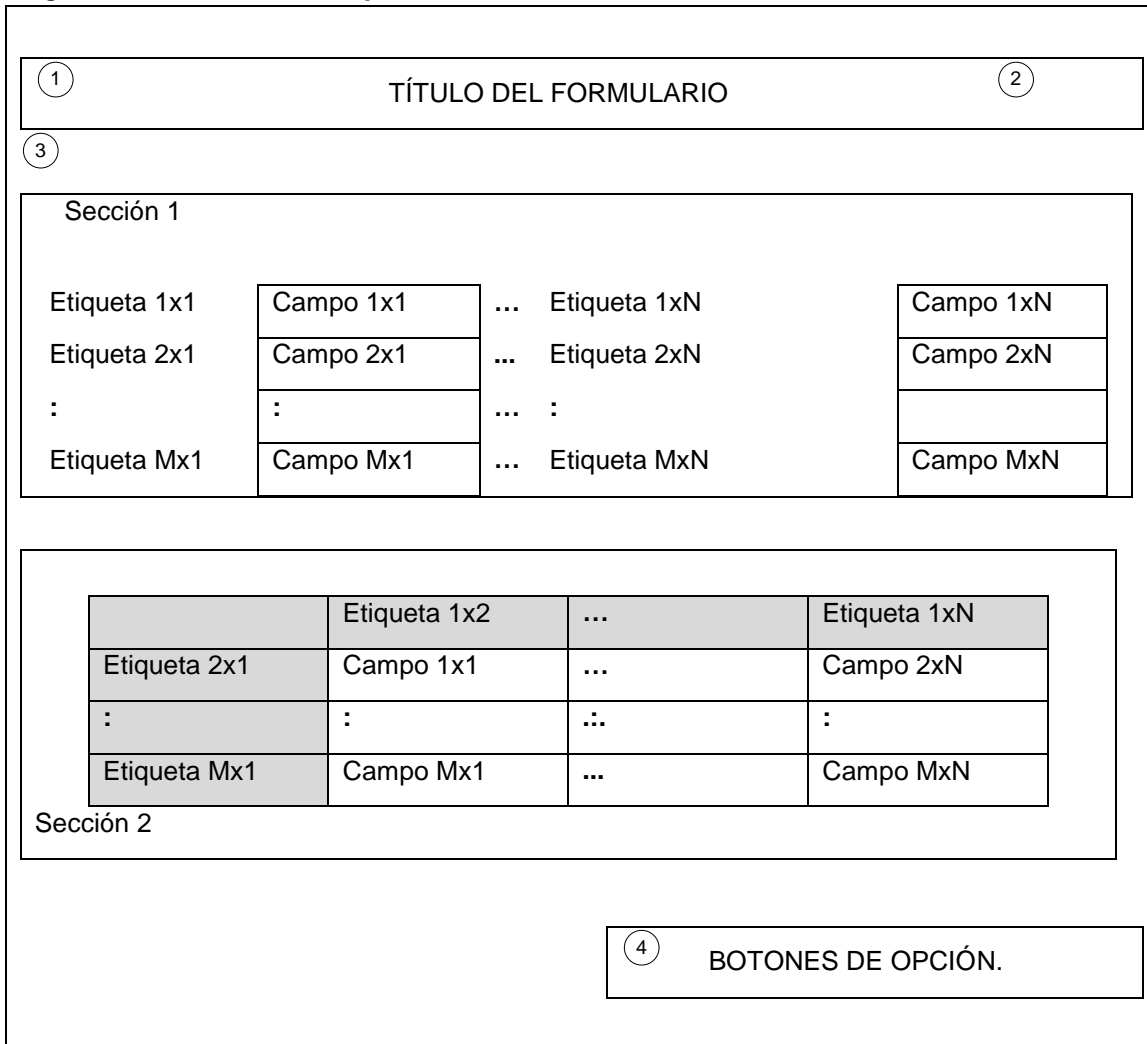 1 TÍTULO DEL FORMULARIO 2
3
Sección 1
Etiqueta 1x1 Campo 1x1 … Etiqueta 1xN Campo 1xN
Etiqueta 2x1 Campo 2x1 ... Etiqueta 2xN Campo 2xN
: : … :
Etiqueta Mx1 Campo Mx1 … Etiqueta MxN Campo MxN
Etiqueta 1x2 … Etiqueta 1xN
Etiqueta 2x1 Campo 1x1 … Campo 2xN
: : .:. :
Etiqueta Mx1 Campo Mx1 ... Campo MxN
Sección 2
4 BOTONES DE OPCIÓN.